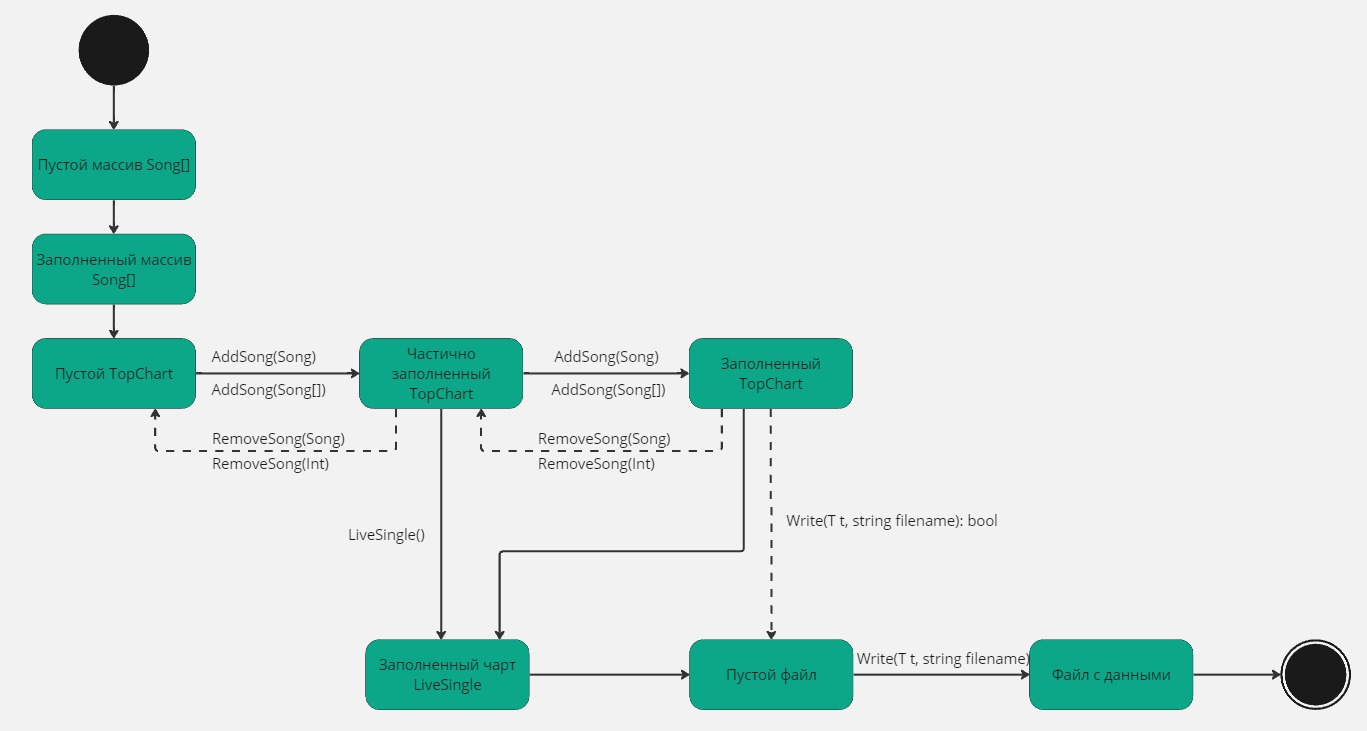 Пустой массив Song[]
Заполненный массив
Song[]
Пустой TopChart
AddSong(Song)
AddSong(Song[])
Частично
заполненный
TopChart
AddSong(Song)
AddSong(Song[])
Заполненный
TopChart
RemoveSong(Song)
RemoveSong(Int)
RemoveSong(Song)
RemoveSong(Int)
LiveSingle()
Write(T t, string filename): bool
Заполненный чарт
LiveSingle
Пустой файл
Write(T t, string filename)
Файл с данными